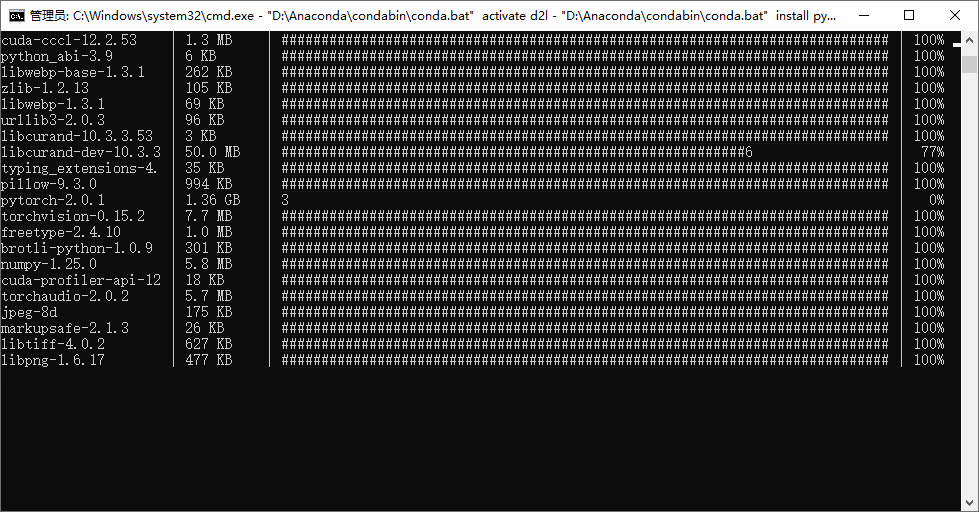 管理员: C:\Windows\system32\cmd.exe - "D:\Anaconda\condabin\conda.bat" activate d2l - "D:\Anaconda\condabin\conda.bat" install py...
cuda-cccl-12.2.53 | 1.3 MB | ############################################################################ | 100%
python_abi-3.9 | 6 KB | ############################################################################ | 100%
libwebp-base-1.3.1 | 262 KB | ############################################################################ | 100%
zlib-1.2.13 | 105 KB | ############################################################################ | 100%
libwebp-1.3.1 | 69 KB | ############################################################################ | 100%
urllib3-2.0.3 | 96 KB | ############################################################################ | 100%
libcurand-10.3.3.53 | 3 KB | ############################################################################ | 100%
libcurand-dev-10.3.3 | 50.0 MB | ##########################################################6 | 77%
typing_extensions-4. | 35 KB | ############################################################################ | 100%
pillow-9.3.0 | 994 KB | ############################################################################ | 100%
pytorch-2.0.1 | 1.36 GB | 3 | 0%
torchvision-0.15.2 | 7.7 MB | ############################################################################ | 100%
freetype-2.4.10 | 1.0 MB | ############################################################################ | 100%
brotli-python-1.0.9 | 301 KB | ############################################################################ | 100%
numpy-1.25.0 | 5.8 MB | ############################################################################ | 100%
cuda-profiler-api-12 | 18 KB | ############################################################################ | 100%
torchaudio-2.0.2 | 5.7 MB | ############################################################################ | 100%
jpeg-8d | 175 KB | ############################################################################ | 100%
markupsafe-2.1.3 | 26 KB | ############################################################################ | 100%
libtiff-4.0.2 | 627 KB | ############################################################################ | 100%
libpng-1.6.17 | 477 KB | ############################################################################ | 100%